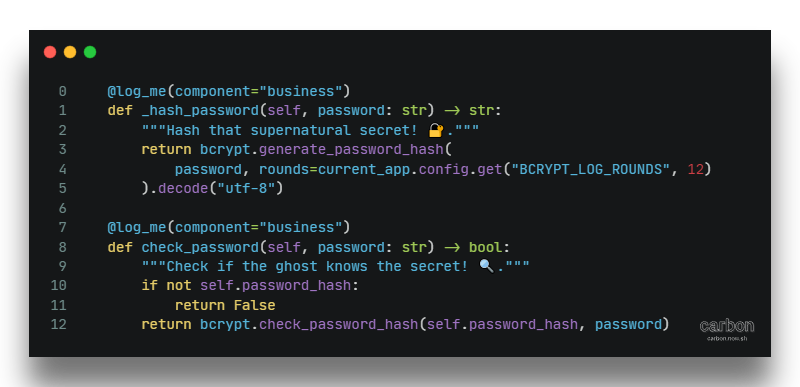 0 @log_me(component="business")
1 def _hash_password(self, password: str) -> str:
2 """Hash that supernatural secret! 🔐."""
3 return bcrypt.generate_password_hash(
4 password, rounds=current_app.config.get("BCRYPT_LOG_ROUNDS", 12)
5 ).decode("utf-8")
6
7 @log_me(component="business")
8 def check_password(self, password: str) -> bool:
9 """Check if the ghost knows the secret! 🔍."""
10 if not self.password_hash:
11 return False
12 return bcrypt.check_password_hash(self.password_hash, password)
carbon
carbon.now.sh